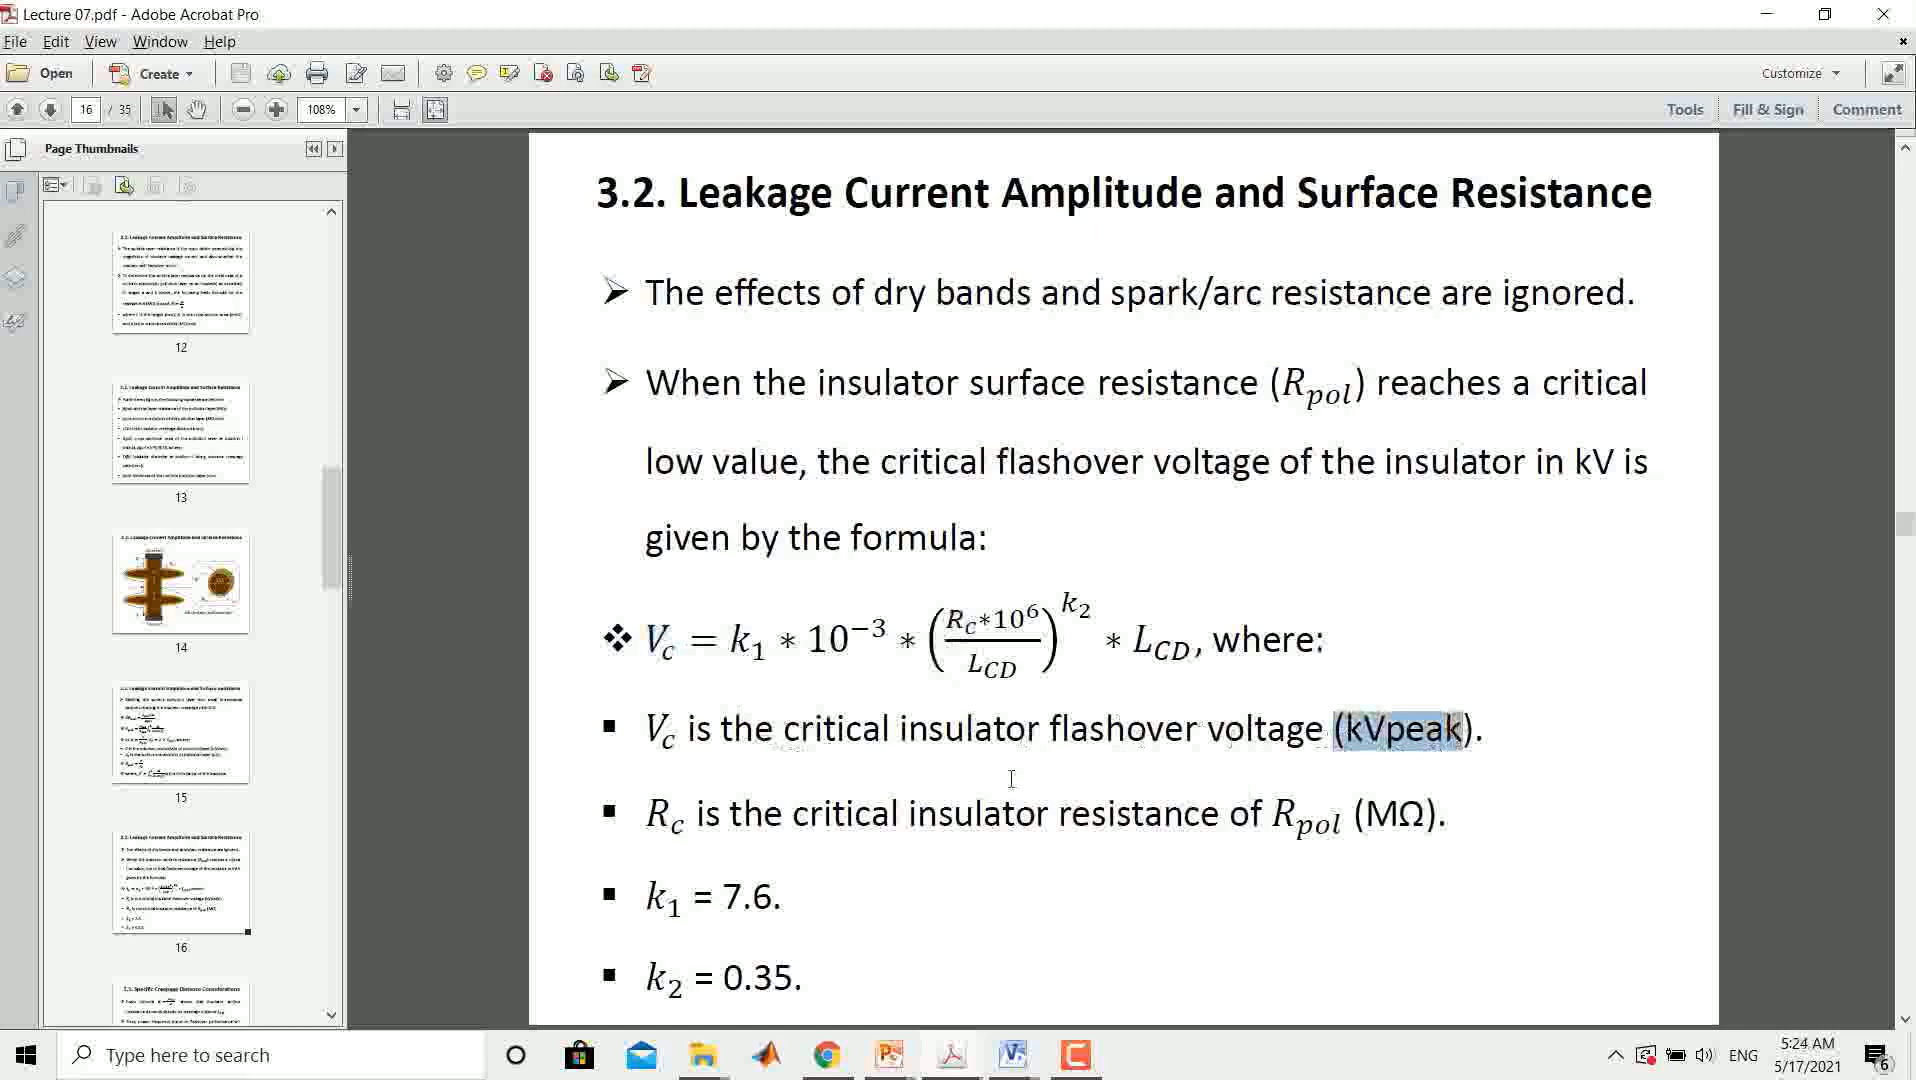 Lecture 07.pdf - Adobe Acrobat Pro
File Edit View Window Help
Open Create Customize
16 / 35 108% Tools Fill & Sign Comment
Page Thumbnails
12
13
14
15
16
3.2. Leakage Current Amplitude and Surface Resistance
➢ The effects of dry bands and spark/arc resistance are ignored.
➢ When the insulator surface resistance (R_pol) reaches a critical
low value, the critical flashover voltage of the insulator in kV is
given by the formula:
❖ V_c = k_1 * 10^{-3} * (R_c*10^6 / L_CD)^{k_2} * L_CD, where:
▪ V_c is the critical insulator flashover voltage (kVpeak).
▪ R_c is the critical insulator resistance of R_pol (MΩ).
▪ k_1 = 7.6.
▪ k_2 = 0.35.
Type here to search
ENG
5:24 AM
5/17/2021
6